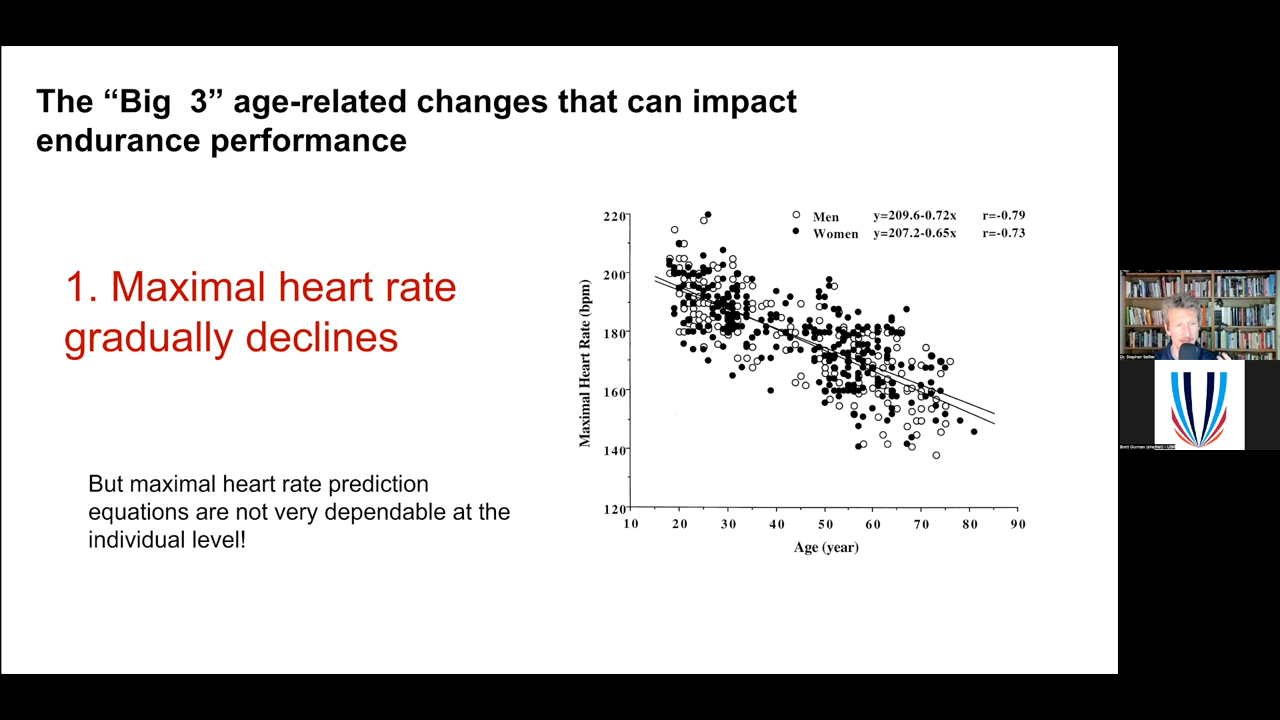 The “Big 3” age-related changes that can impact
endurance performance
1. Maximal heart rate
gradually declines
But maximal heart rate prediction
equations are not very dependable at the
individual level!
Men y=209.6-0.72x r=-0.79
Women y=207.2-0.65x r=-0.73
220
200
180
160
140
120
Maximal Heart Rate (bpm)
10 20 30 40 50 60 70 80 90
Age (year)
Dr. Stephen Seiler
Brett Gorman